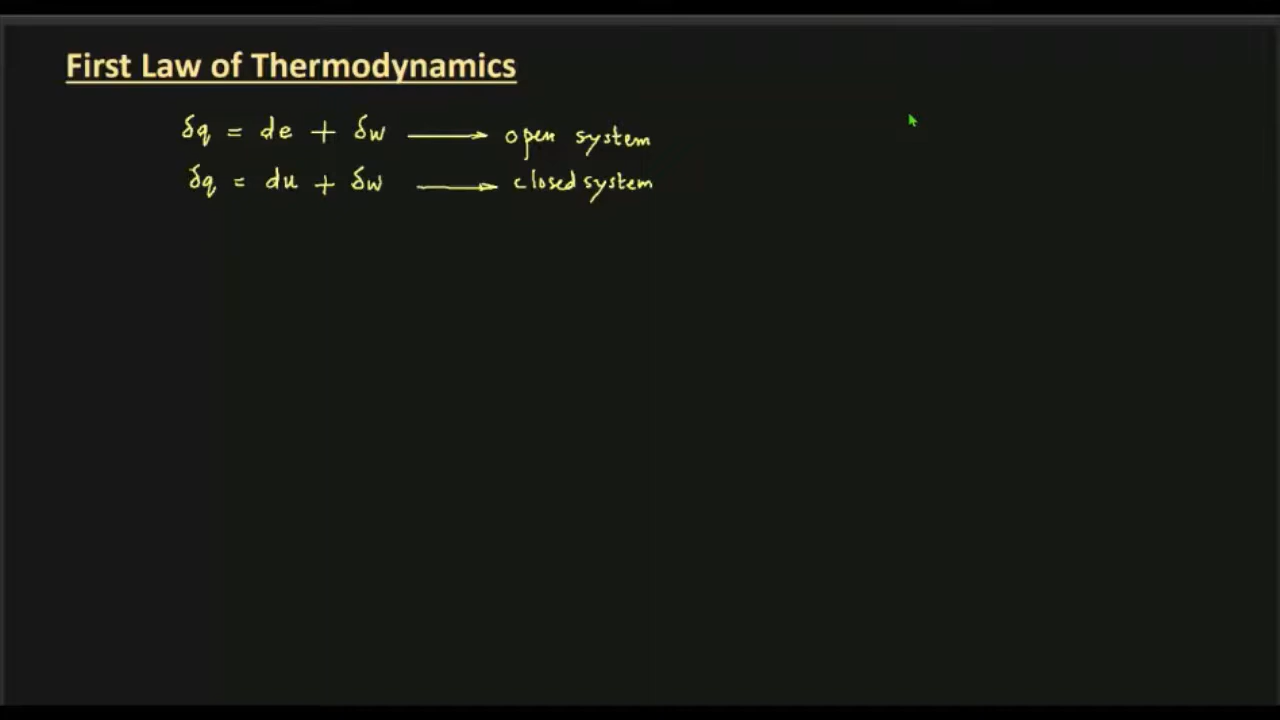 First Law of Thermodynamics
δq = de + δw ⟶ open system
δq = du + δw ⟶ closed system